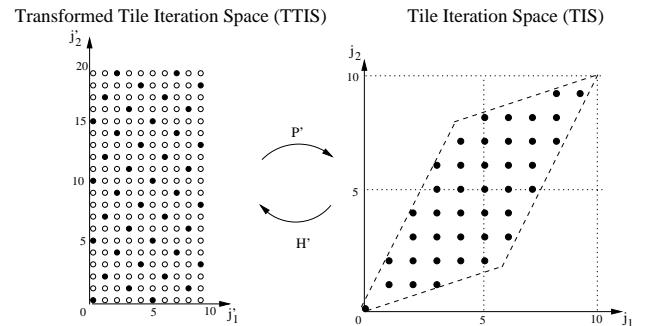 Transformed Tile Iteration Space (TTIS)
Tile Iteration Space (TIS)
j'₂
20
15
10
5
0
5
10
j'₁
P'
H'
j₂
10
5
0
5
10
j₁